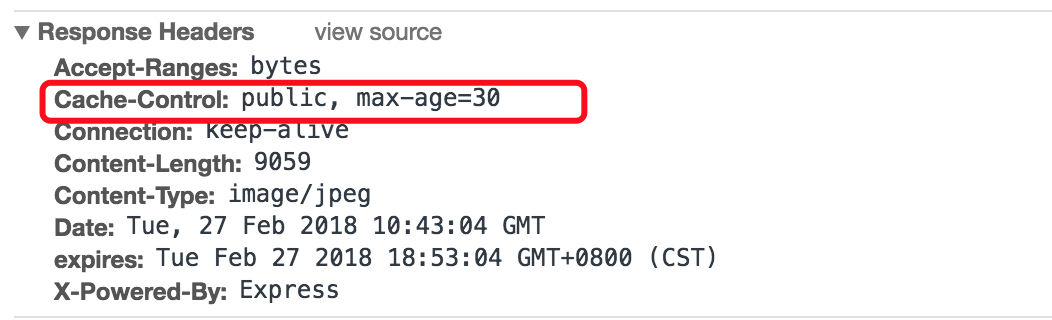 ▼ Response Headers view source
Accept-Ranges: bytes
Cache-Control: public, max-age=30
Connection: keep-alive
Content-Length: 9059
Content-Type: image/jpeg
Date: Tue, 27 Feb 2018 10:43:04 GMT
expires: Tue Feb 27 2018 18:53:04 GMT+0800 (CST)
X-Powered-By: Express